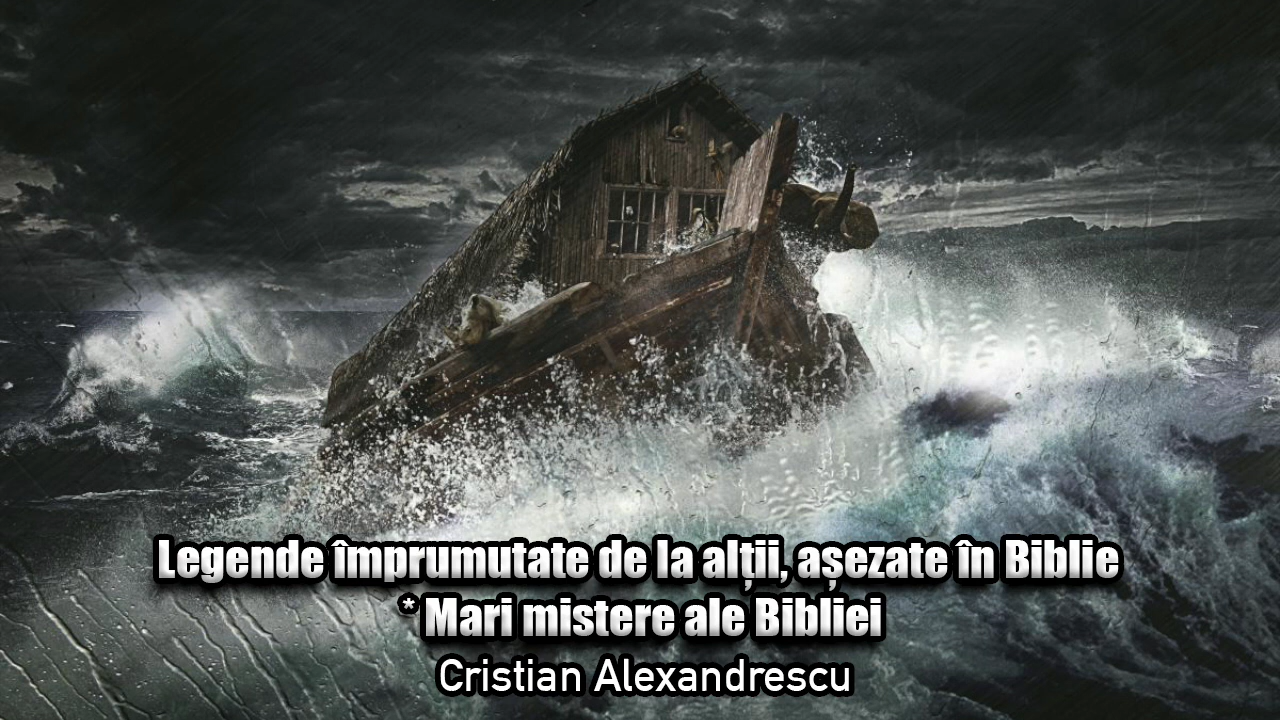 Legende împrumutate de la alții, așezate în Biblie
* Mari mistere ale Bibliei
Cristian Alexandrescu